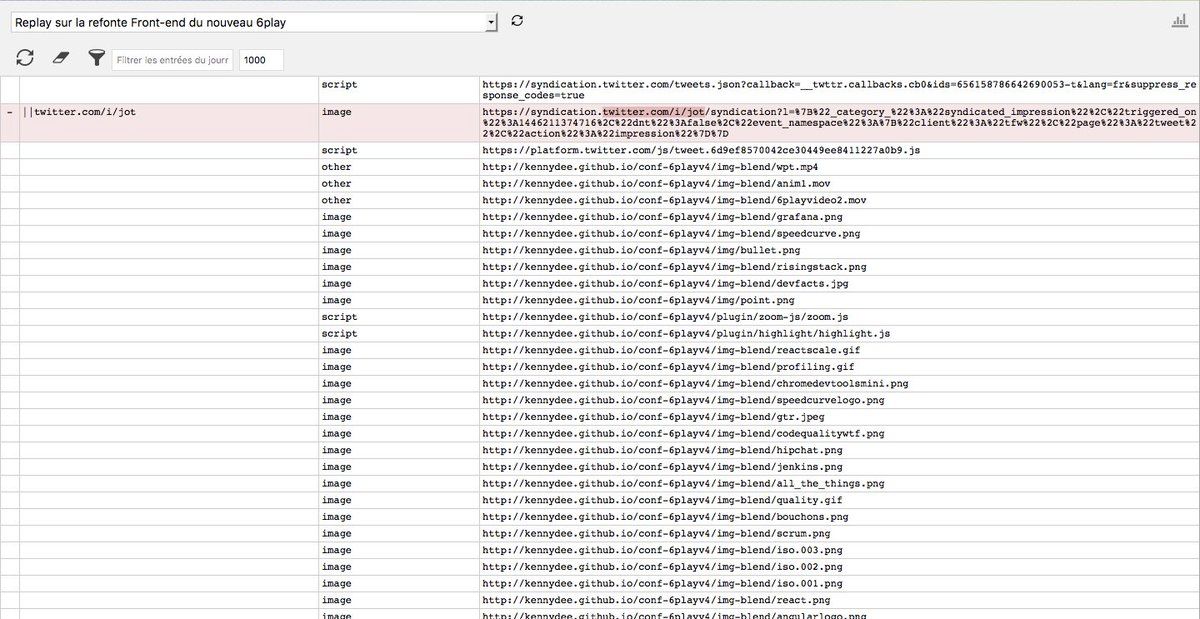 Replay sur la refonte Front-end du nouveau 6play
Filtrer les entrées du journ 1000
script https://syndication.twitter.com/tweets.json?callback=__twttr.callbacks.cb0&ids=656158786642690053-t&lang=fr&suppress_re
sponse_codes=true
- ||twitter.com/i/jot image https://syndication.twitter.com/i/jot/syndication?l=%7B%22_category_%22%3A%22syndicated_impression%22%2C%22triggered_on
%22%3A1446211374716%2C%22dnt%22%3Afalse%2C%22event_namespace%22%3A%7B%22client%22%3A%22tfw%22%2C%22page%22%3A%22tweet%2
2%2C%22action%22%3A%22impression%22%7D%7D
script https://platform.twitter.com/js/tweet.6d9ef8570042ce30449ee8411227a0b9.js
other http://kennydee.github.io/conf-6playv4/img-blend/wpt.mp4
other http://kennydee.github.io/conf-6playv4/img-blend/anim1.mov
other http://kennydee.github.io/conf-6playv4/img-blend/6playvideo2.mov
image http://kennydee.github.io/conf-6playv4/img-blend/grafana.png
image http://kennydee.github.io/conf-6playv4/img-blend/speedcurve.png
image http://kennydee.github.io/conf-6playv4/img/bullet.png
image http://kennydee.github.io/conf-6playv4/img-blend/risingstack.png
image http://kennydee.github.io/conf-6playv4/img-blend/devfacts.jpg
image http://kennydee.github.io/conf-6playv4/img/point.png
script http://kennydee.github.io/conf-6playv4/plugin/zoom-js/zoom.js
script http://kennydee.github.io/conf-6playv4/plugin/highlight/highlight.js
image http://kennydee.github.io/conf-6playv4/img-blend/reactscale.gif
image http://kennydee.github.io/conf-6playv4/img-blend/profiling.gif
image http://kennydee.github.io/conf-6playv4/img-blend/chromedevtoolsmini.png
image http://kennydee.github.io/conf-6playv4/img-blend/speedcurvelogo.png
image http://kennydee.github.io/conf-6playv4/img-blend/gtr.jpeg
image http://kennydee.github.io/conf-6playv4/img-blend/codequalitywtf.png
image http://kennydee.github.io/conf-6playv4/img-blend/hipchat.png
image http://kennydee.github.io/conf-6playv4/img-blend/jenkins.png
image http://kennydee.github.io/conf-6playv4/img-blend/all_the_things.png
image http://kennydee.github.io/conf-6playv4/img-blend/quality.gif
image http://kennydee.github.io/conf-6playv4/img-blend/bouchons.png
image http://kennydee.github.io/conf-6playv4/img-blend/scrum.png
image http://kennydee.github.io/conf-6playv4/img-blend/iso.003.png
image http://kennydee.github.io/conf-6playv4/img-blend/iso.002.png
image http://kennydee.github.io/conf-6playv4/img-blend/iso.001.png
image http://kennydee.github.io/conf-6playv4/img-blend/react.png
image http://kennydee.github.io/conf-6playv4/img-blend/angularlogo.png